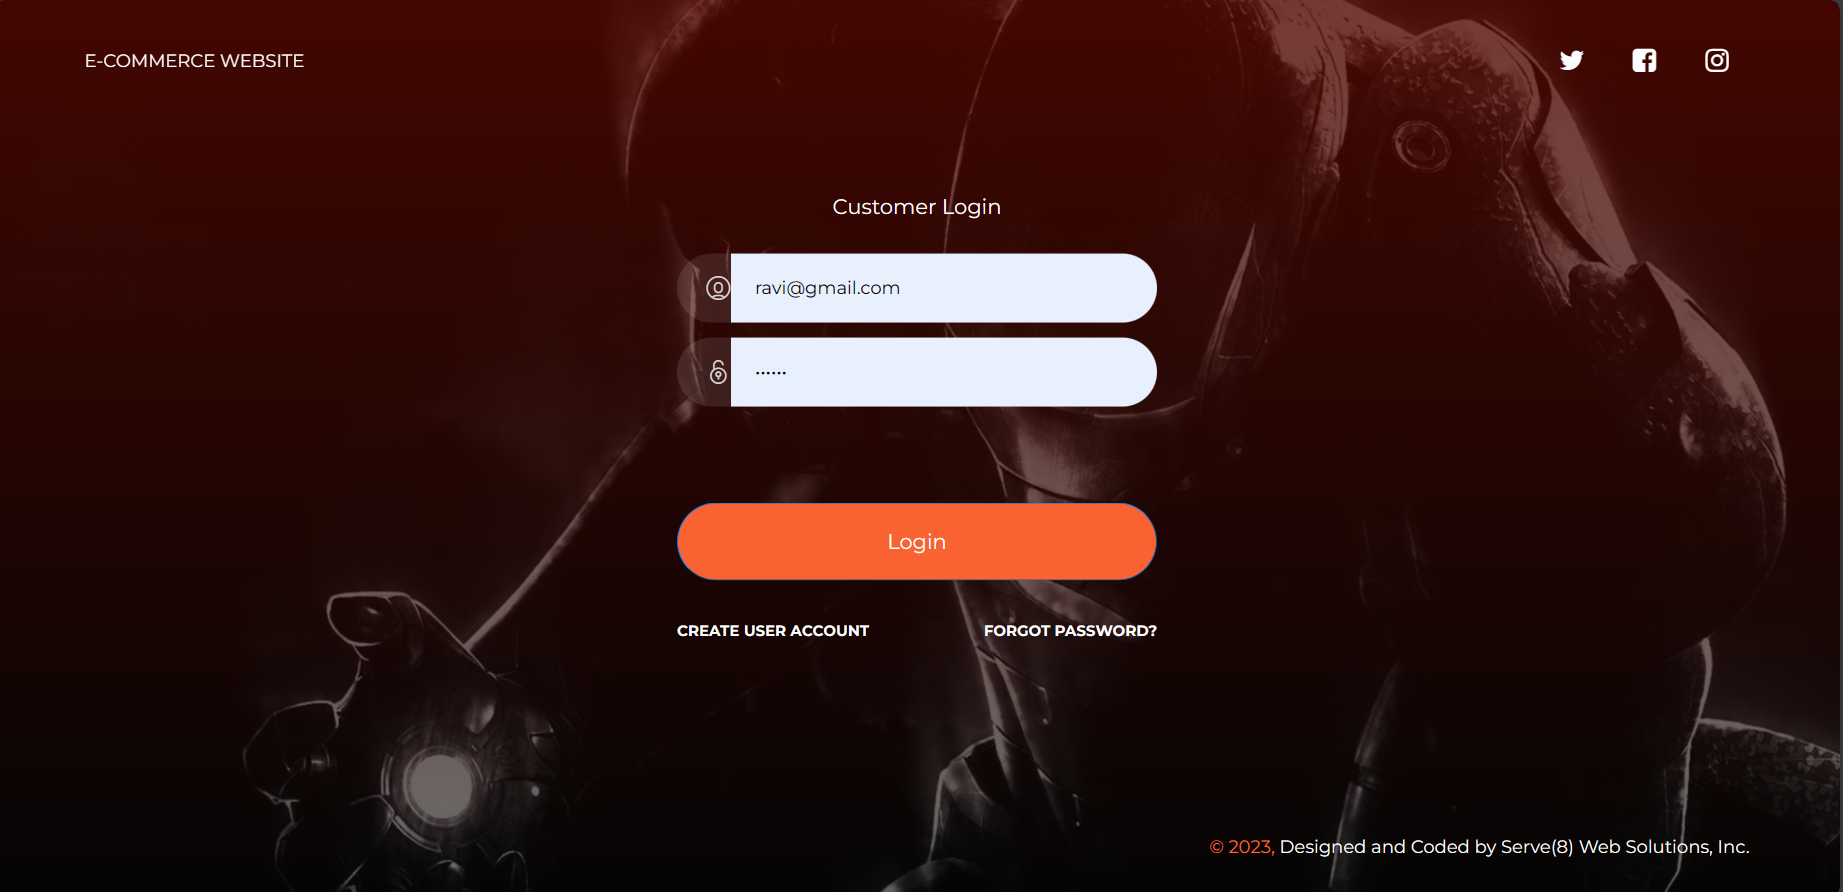 E-COMMERCE WEBSITE
Customer Login
ravi@gmail.com
······
Login
CREATE USER ACCOUNT
FORGOT PASSWORD?
© 2023, Designed and Coded by Serve(8) Web Solutions, Inc.